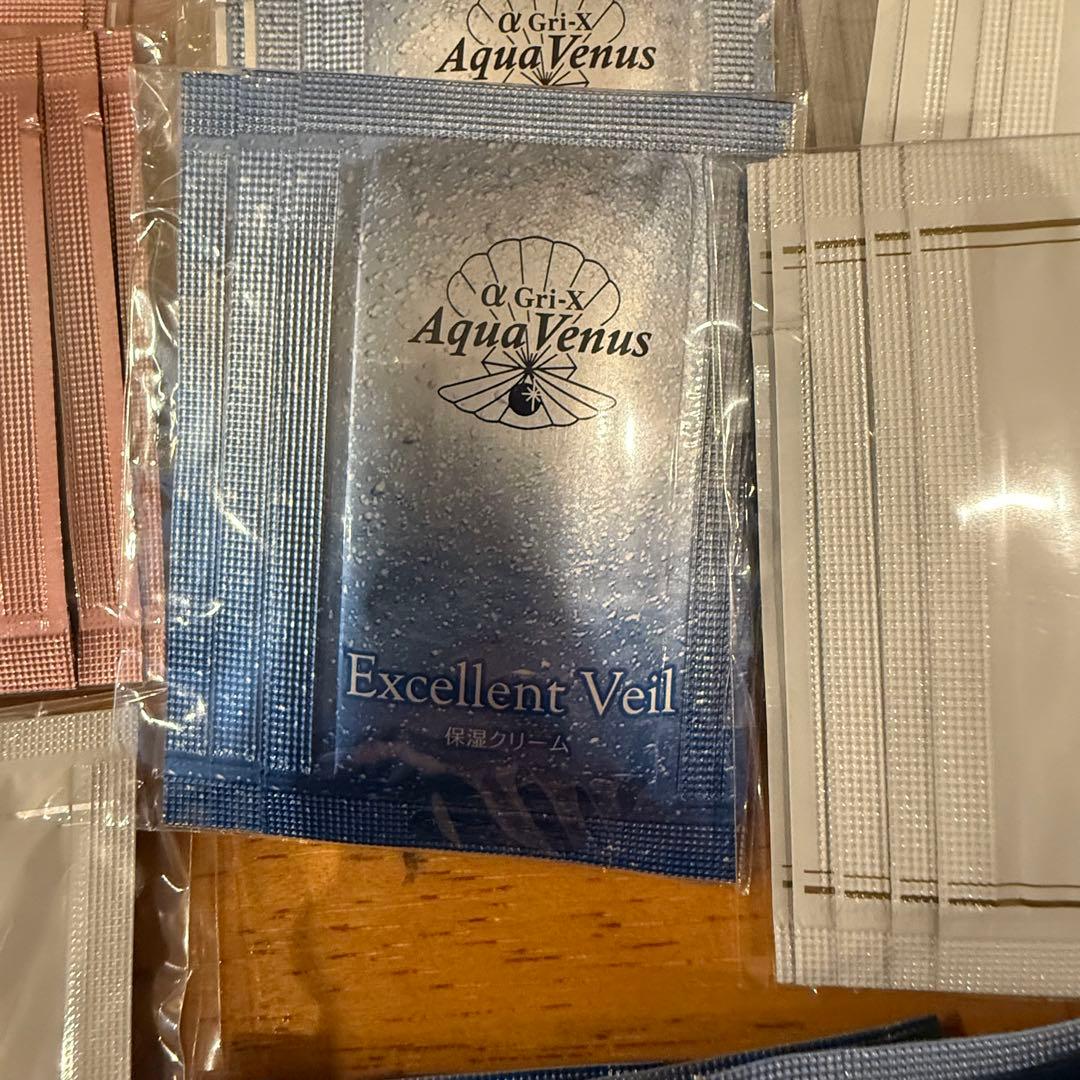 α Gri-X
AquaVenus
α Gri-X
AquaVenus
Excellent Veil
保湿クリーム